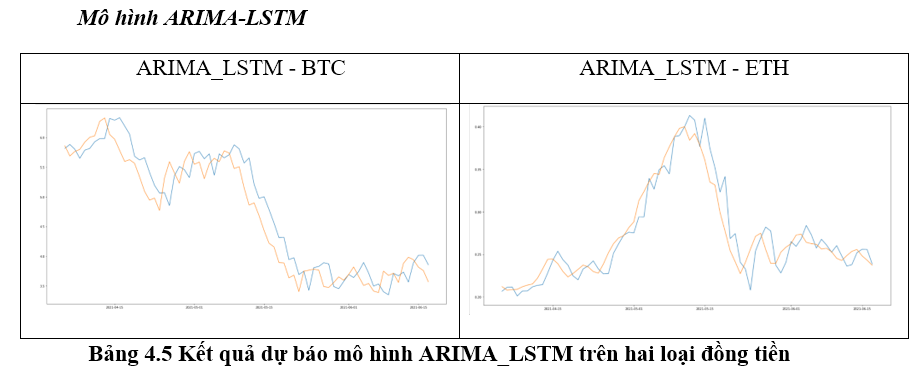 Mô hình ARIMA-LSTM
ARIMA_LSTM - BTC
ARIMA_LSTM - ETH
Bảng 4.5 Kết quả dự báo mô hình ARIMA_LSTM trên hai loại đồng tiền